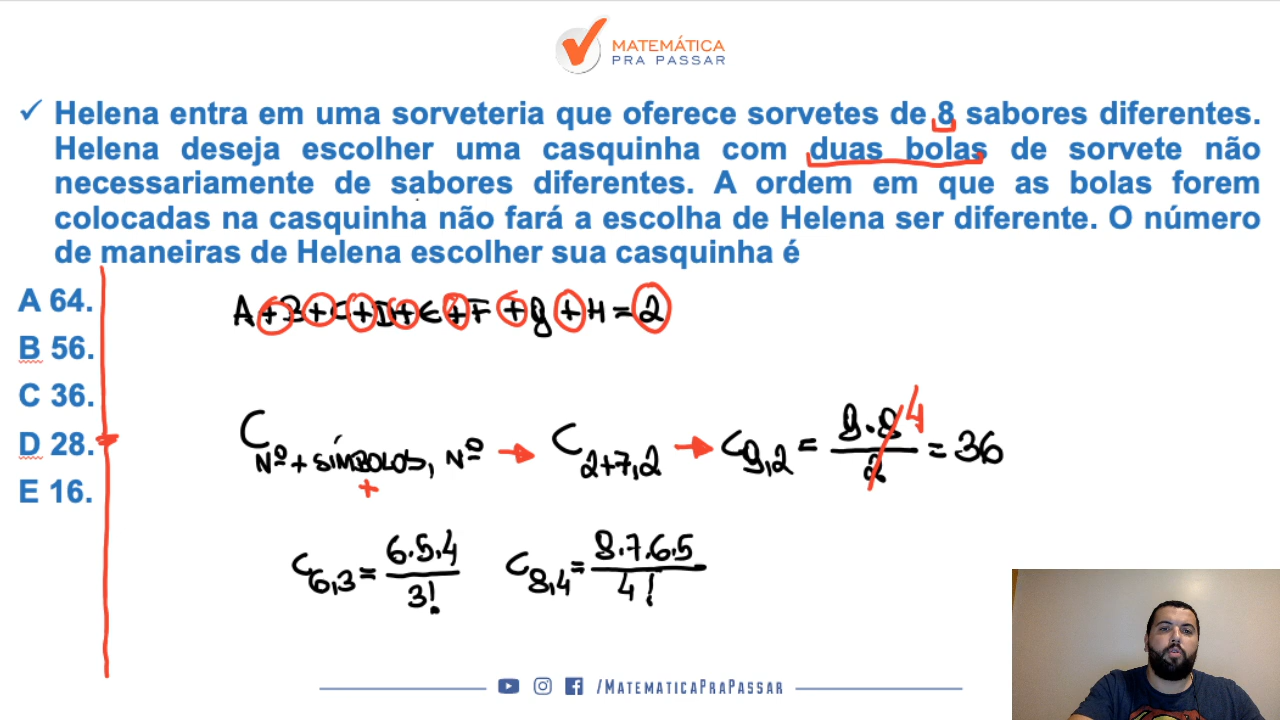 MATEMÁTICA
PRA PASSAR
✓ Helena entra em uma sorveteria que oferece sorvetes de 8 sabores diferentes.
Helena deseja escolher uma casquinha com duas bolas de sorvete não
necessariamente de sabores diferentes. A ordem em que as bolas forem
colocadas na casquinha não fará a escolha de Helena ser diferente. O número
de maneiras de Helena escolher sua casquinha é
A 64.
B 56.
C 36.
D 28.
E 16.
A + B + C + D + E + F + g + H = 2
C Nº + SÍMBOLOS, Nº → C 2+7,2 → C 9,2 = 9.8/2 4 = 36
+
C 6,3 = 6.5.4/3! C 8,4 = 8.7.6.5/4!
/MATEMATICAPRAPASSAR